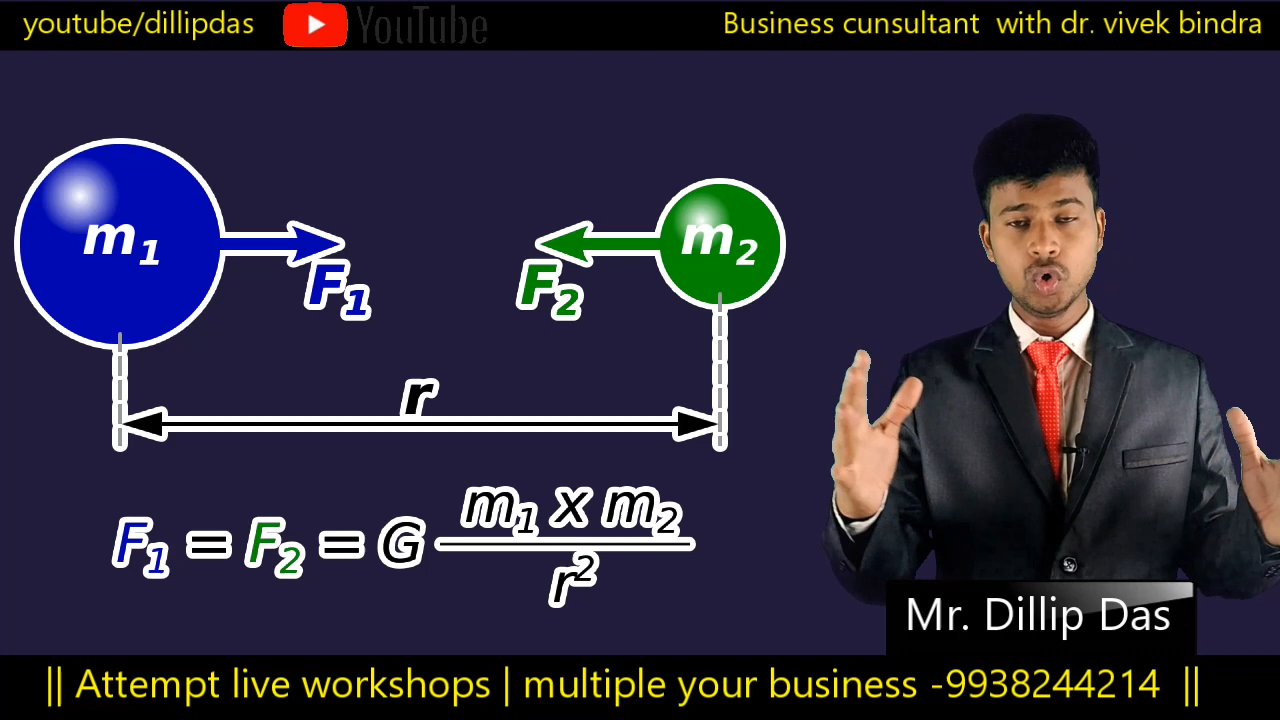 youtube/dillipdas
YouTube
Business cunsultant with dr. vivek bindra
m1
m2
F1
F2
r
F1 = F2 = G m1 x m2 / r2
Mr. Dillip Das
|| Attempt live workshops | multiple your business -9938244214 ||